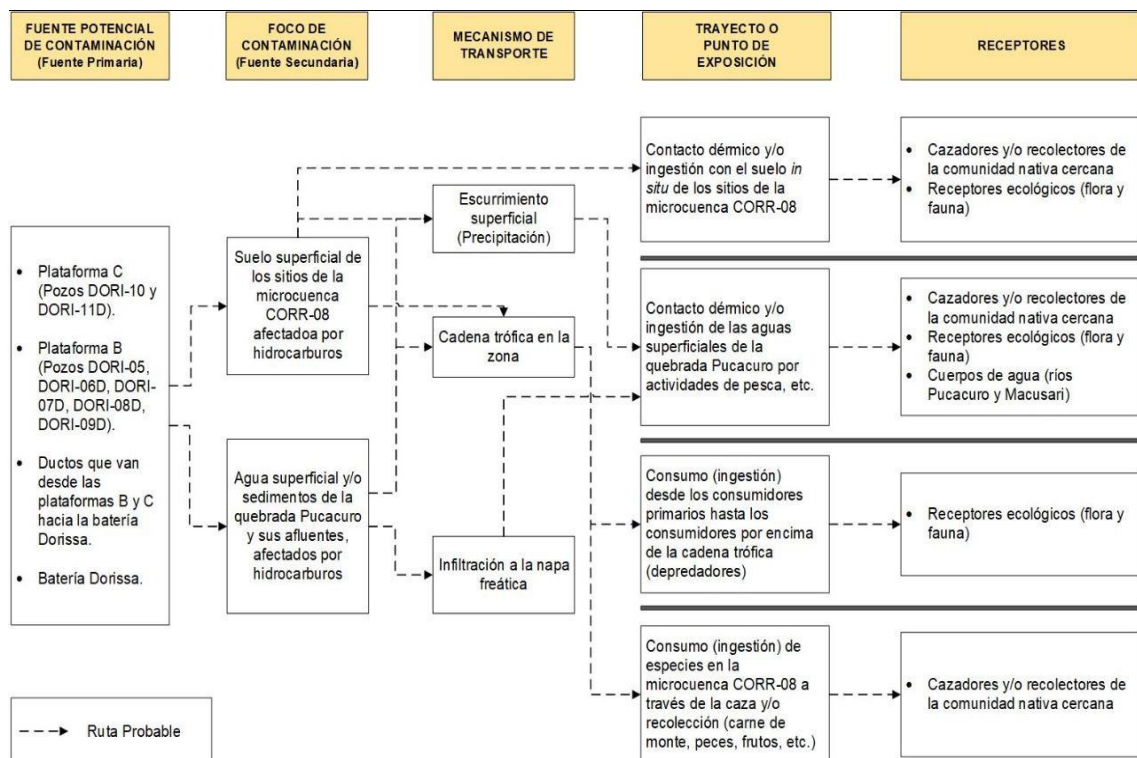 FUENTE POTENCIAL
DE CONTAMINACIÓN
(Fuente Primaria)
FOCO DE
CONTAMINACIÓN
(Fuente Secundaria)
MECANISMO DE
TRANSPORTE
TRAYECTO O
PUNTO DE
EXPOSICIÓN
RECEPTORES
• Plataforma C
(Pozos DORI-10 y
DORI-11D).
• Plataforma B
(Pozos DORI-05,
DORI-06D, DORI-
07D, DORI-08D,
DORI-09D).
• Ductos que van
desde las
plataformas B y C
hacia la batería
Dorissa.
• Batería Dorissa.
Suelo superficial de
los sitios de la
microcuenca
CORR-08
afectadoa por
hidrocarburos
Agua superficial y/o
sedimentos de la
quebrada Pucacuro
y sus afluentes,
afectados por
hidrocarburos
Escurrimiento
superficial
(Precipitación)
Cadena trófica en la
zona
Infiltración a la napa
freática
Contacto dérmico y/o
ingestión con el suelo in
situ de los sitios de la
microcuenca CORR-08
Contacto dérmico y/o
ingestión de las aguas
superficiales de la
quebrada Pucacuro por
actividades de pesca, etc.
Consumo (ingestión)
desde los consumidores
primarios hasta los
consumidores por encima
de la cadena trófica
(depredadores)
Consumo (ingestión) de
especies en la
microcuenca CORR-08 a
través de la caza y/o
recolección (carne de
monte, peces, frutos, etc.)
• Cazadores y/o recolectores de
la comunidad nativa cercana
• Receptores ecológicos (flora y
fauna)
• Cazadores y/o recolectores de
la comunidad nativa cercana
• Receptores ecológicos (flora y
fauna)
• Cuerpos de agua (ríos
Pucacuro y Macusari)
• Receptores ecológicos (flora y
fauna)
• Cazadores y/o recolectores de
la comunidad nativa cercana
Ruta Probable